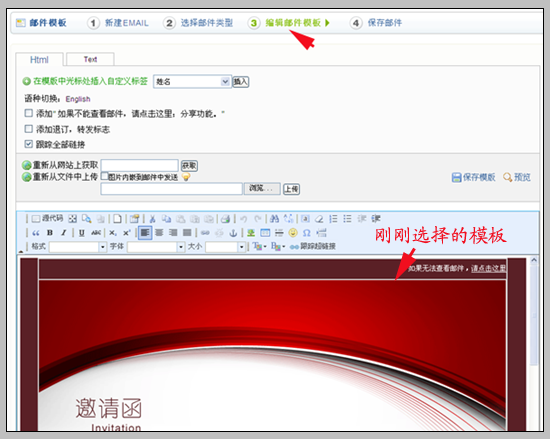 邮件模板 1 新建EMAIL 2 选择邮件类型 3 编辑邮件模板 4 保存邮件
Html Text
在模版中光标处插入自定义标签 姓名 插入
语种切换: English
添加"如果不能查看邮件，请点击这里；分享功能。"
添加退订，转发标志
跟踪全部链接
重新从网站上获取 获取
重新从文件中上传 图片内嵌到邮件中发送
浏览... 上传
保存模版 预览
源代码
B I U ABC X₂ X²
格式 字体 大小 跟踪超链接
刚刚选择的模板
如果无法查看邮件，请点击这里
邀请函
Invitation